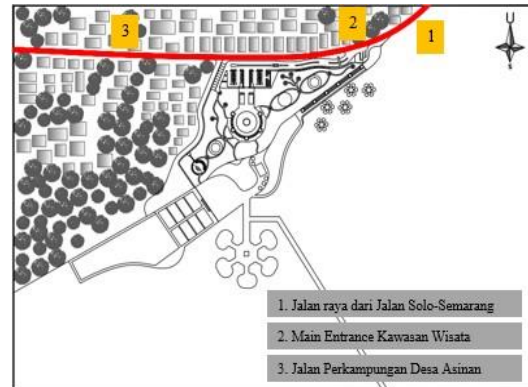 3
2
1
U
S
1. Jalan raya dari Jalan Solo-Semarang
2. Main Entrance Kawasan Wisata
3. Jalan Perkampungan Desa Asinan